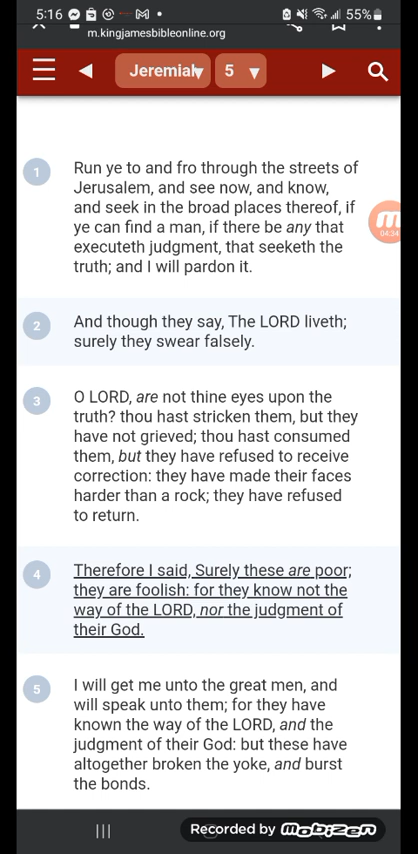 5:16 55%
m.kingjamesbibleonline.org
Jeremiah 5
1 Run ye to and fro through the streets of
Jerusalem, and see now, and know,
and seek in the broad places thereof, if
ye can find a man, if there be any that
executeth judgment, that seeketh the
truth; and I will pardon it.
04:34
2 And though they say, The LORD liveth;
surely they swear falsely.
3 O LORD, are not thine eyes upon the
truth? thou hast stricken them, but they
have not grieved; thou hast consumed
them, but they have refused to receive
correction: they have made their faces
harder than a rock; they have refused
to return.
4 Therefore I said, Surely these are poor;
they are foolish: for they know not the
way of the LORD, nor the judgment of
their God.
5 I will get me unto the great men, and
will speak unto them; for they have
known the way of the LORD, and the
judgment of their God: but these have
altogether broken the yoke, and burst
the bonds.
Recorded by mobizen